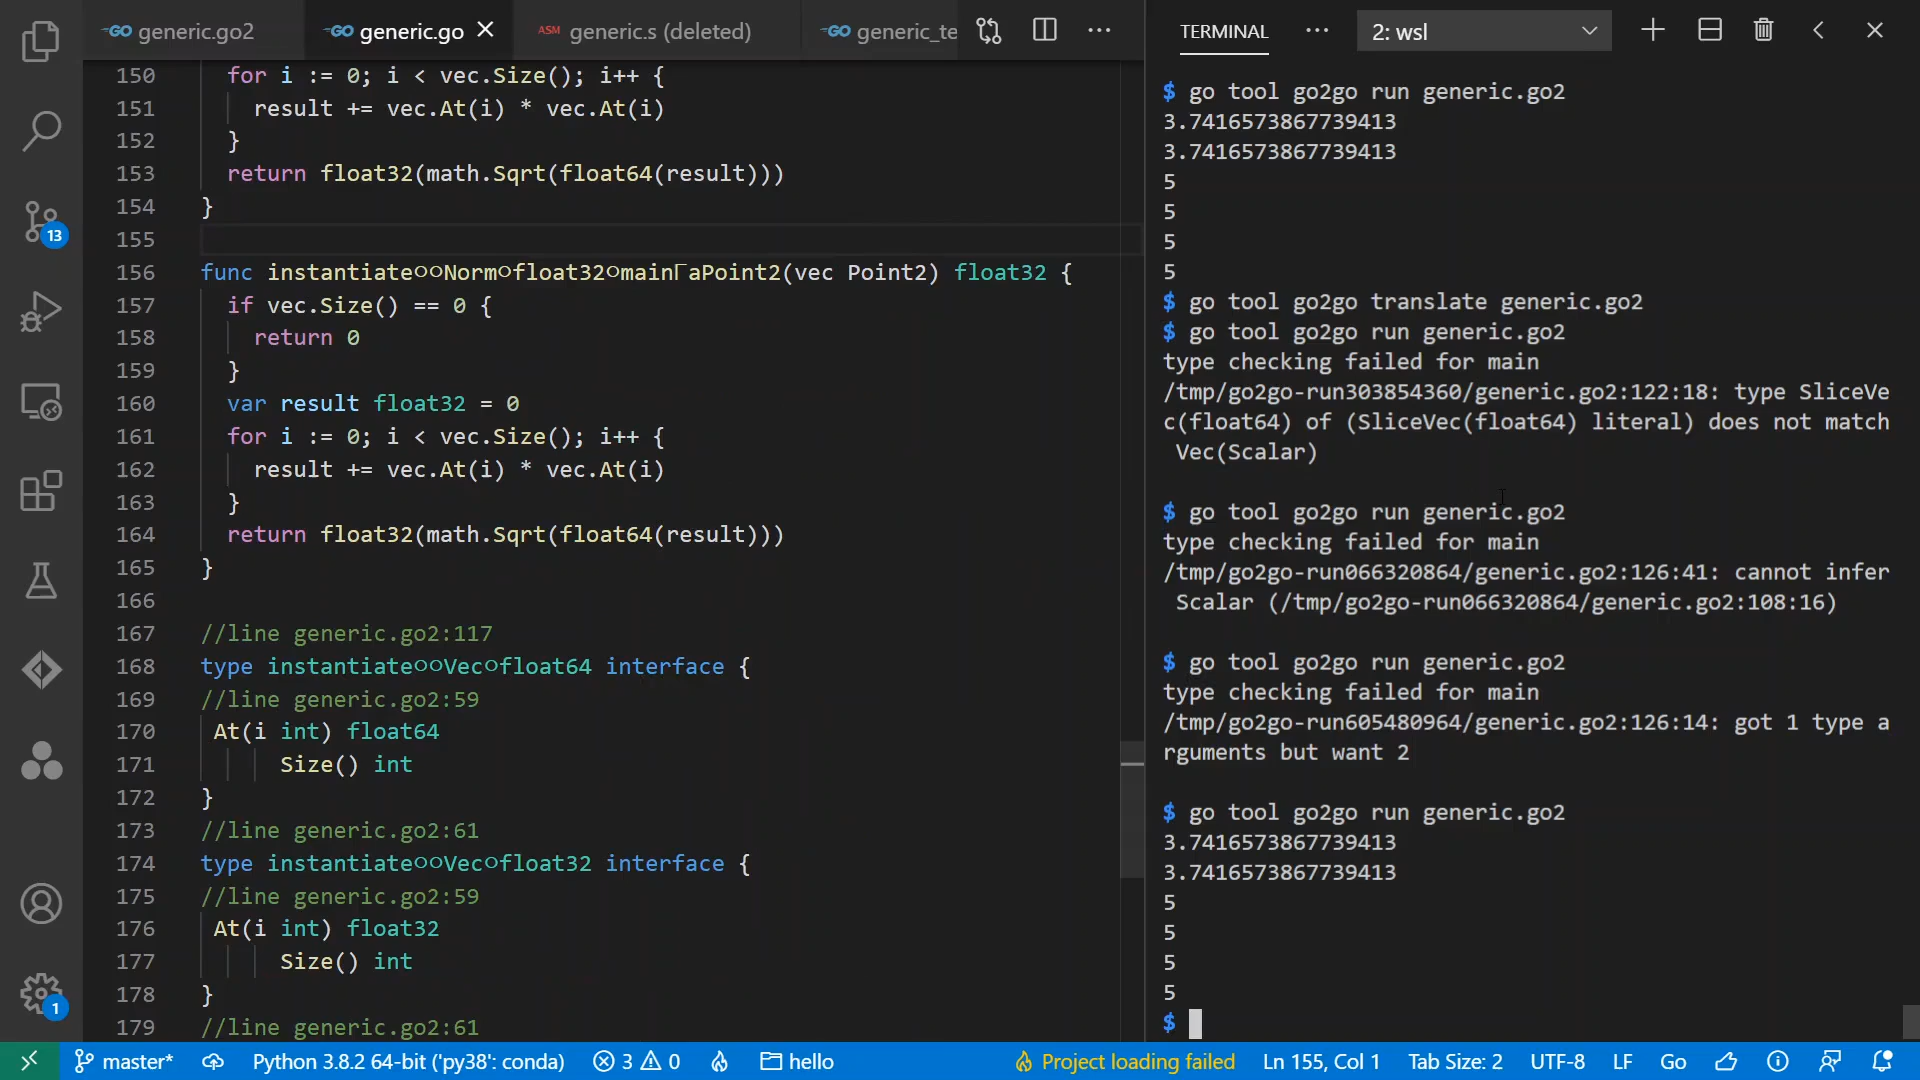 GO generic.go2
GO generic.go
ASM generic.s (deleted)
GO generic_te
150 for i := 0; i < vec.Size(); i++ {
151 result += vec.At(i) * vec.At(i)
152 }
153 return float32(math.Sqrt(float64(result)))
154 }
155
156 func instantiate୦୦Norm୦float32୦main୮aPoint2(vec Point2) float32 {
157 if vec.Size() == 0 {
158 return 0
159 }
160 var result float32 = 0
161 for i := 0; i < vec.Size(); i++ {
162 result += vec.At(i) * vec.At(i)
163 }
164 return float32(math.Sqrt(float64(result)))
165 }
166
167 //line generic.go2:117
168 type instantiate୦୦Vec୦float64 interface {
169 //line generic.go2:59
170 At(i int) float64
171 Size() int
172 }
173 //line generic.go2:61
174 type instantiate୦୦Vec୦float32 interface {
175 //line generic.go2:59
176 At(i int) float32
177 Size() int
178 }
179 //line generic.go2:61
13
1
TERMINAL
2: wsl
$ go tool go2go run generic.go2
3.7416573867739413
3.7416573867739413
5
5
5
5
$ go tool go2go translate generic.go2
$ go tool go2go run generic.go2
type checking failed for main
/tmp/go2go-run303854360/generic.go2:122:18: type SliceVe
c(float64) of (SliceVec(float64) literal) does not match
Vec(Scalar)
$ go tool go2go run generic.go2
type checking failed for main
/tmp/go2go-run066320864/generic.go2:126:41: cannot infer
Scalar (/tmp/go2go-run066320864/generic.go2:108:16)
$ go tool go2go run generic.go2
type checking failed for main
/tmp/go2go-run605480964/generic.go2:126:14: got 1 type a
rguments but want 2
$ go tool go2go run generic.go2
3.7416573867739413
3.7416573867739413
5
5
5
5
$
master* Python 3.8.2 64-bit ('py38': conda) 3 0 hello Project loading failed Ln 155, Col 1 Tab Size: 2 UTF-8 LF Go